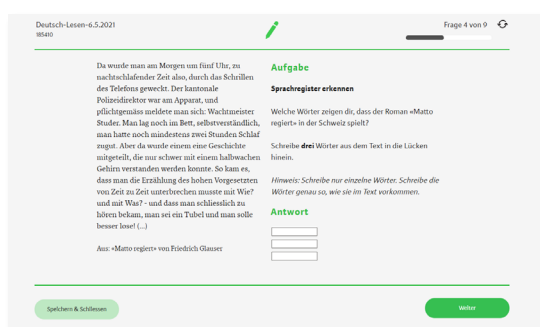 Deutsch-Lesen-6.5.2021
185410
Frage 4 von 9
Da wurde man am Morgen um fünf Uhr, zu
nachtschlafender Zeit also, durch das Schrillen
des Telefons geweckt. Der kantonale
Polizeidirektor war am Apparat, und
pflichtgemäss meldete man sich: Wachtmeister
Studer. Man lag noch im Bett, selbstverständlich,
man hatte noch mindestens zwei Stunden Schlaf
zugut. Aber da wurde einem eine Geschichte
mitgeteilt, die nur schwer mit einem halbwachen
Gehirn verstanden werden konnte. So kam es,
dass man die Erzählung des hohen Vorgesetzten
von Zeit zu Zeit unterbrechen musste mit Wie?
und mit Was? - und dass man schliesslich zu
hören bekam, man sei ein Tubel und man solle
besser lose! (...)
Aus: «Matto regiert» von Friedrich Glauser
Aufgabe
Sprachregister erkennen
Welche Wörter zeigen dir, dass der Roman «Matto
regiert» in der Schweiz spielt?
Schreibe drei Wörter aus dem Text in die Lücken
hinein.
Hinweis: Schreibe nur einzelne Wörter. Schreibe die
Wörter genau so, wie sie im Text vorkommen.
Antwort
Speichern & Schliessen
Weiter